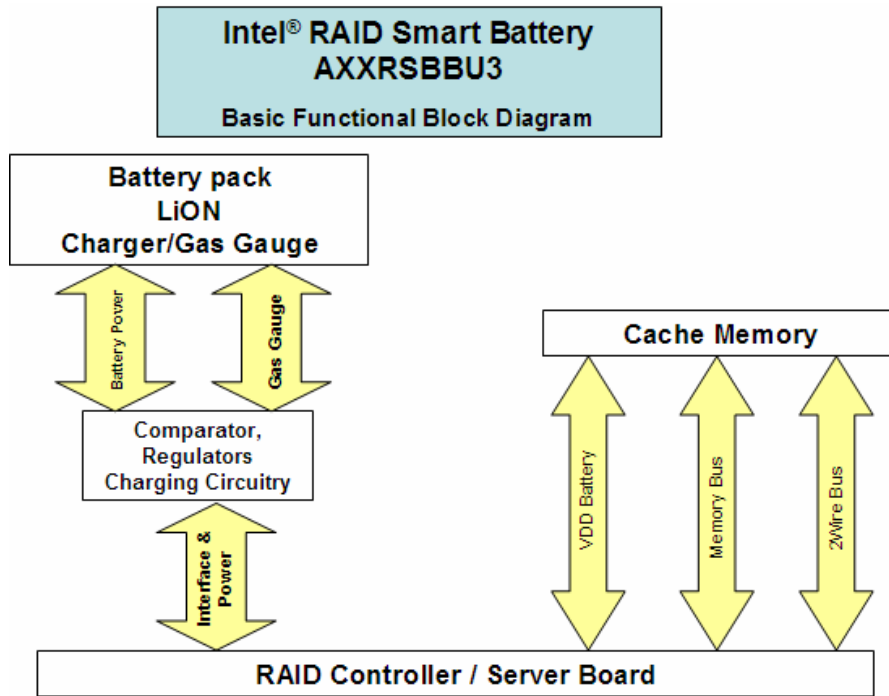 Intel® RAID Smart Battery
AXXRSBBU3
Basic Functional Block Diagram
Battery pack
LiON
Charger/Gas Gauge
Battery Power
Gas Gauge
Comparator,
Regulators
Charging Circuitry
Interface &
Power
Cache Memory
VDD Battery
Memory Bus
2Wire Bus
RAID Controller / Server Board